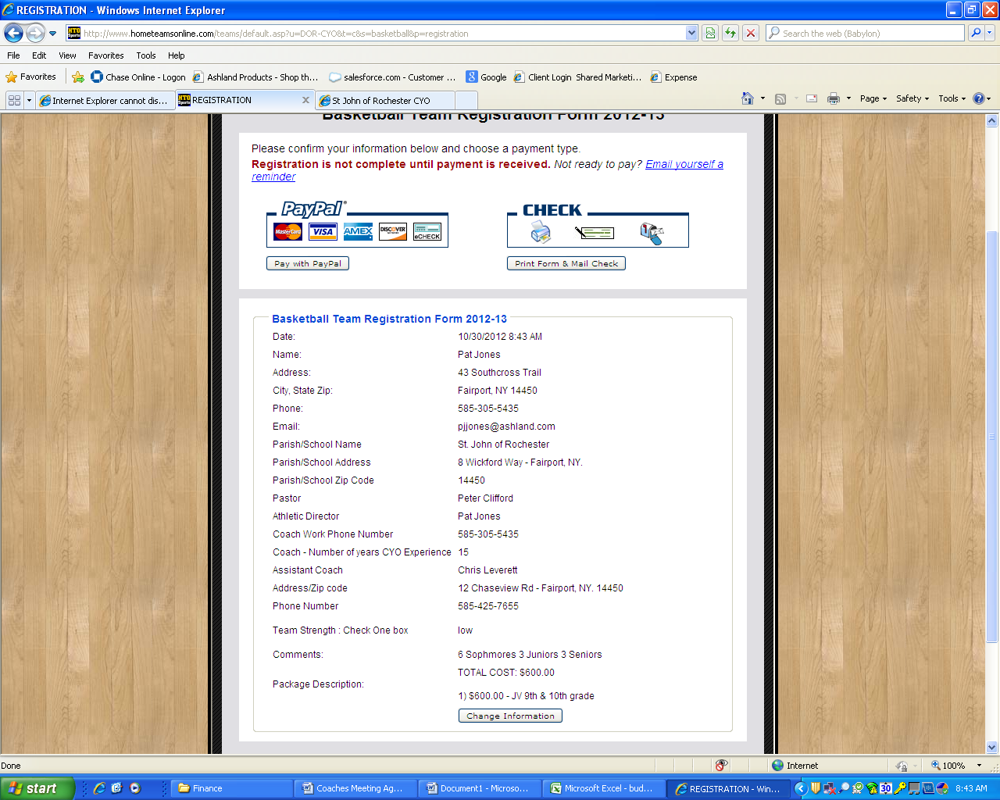 REGISTRATION - Windows Internet Explorer
http://www.hometeamsonline.com/teams/default.asp?u=DOR-CYO&t=c&s=basketball&p=registration
Search the web (Babylon)
File Edit View Favorites Tools Help
Favorites Chase Online - Logon Ashland Products - Shop th... salesforce.com - Customer ... Google Client Login Shared Marketi... Expense
Internet Explorer cannot dis... HTO Sports REGISTRATION St John of Rochester CYO Page Safety Tools
Basketball Team Registration Form 2012-13
Please confirm your information below and choose a payment type.
Registration is not complete until payment is received. Not ready to pay? Email yourself a
reminder
PayPal CHECK
MasterCard VISA AMEX DISCOVER eCHECK
Pay with PayPal Print Form & Mail Check
Basketball Team Registration Form 2012-13
Date: 10/30/2012 8:43 AM
Name: Pat Jones
Address: 43 Southcross Trail
City, State Zip: Fairport, NY 14450
Phone: 585-305-5435
Email: pjjones@ashland.com
Parish/School Name St. John of Rochester
Parish/School Address 8 Wickford Way - Fairport, NY.
Parish/School Zip Code 14450
Pastor Peter Clifford
Athletic Director Pat Jones
Coach Work Phone Number 585-305-5435
Coach - Number of years CYO Experience 15
Assistant Coach Chris Leverett
Address/Zip code 12 Chaseview Rd - Fairport, NY. 14450
Phone Number 585-425-7655
Team Strength : Check One box low
Comments: 6 Sophmores 3 Juniors 3 Seniors
TOTAL COST: $600.00
Package Description:
1) $600.00 - JV 9th & 10th grade
Change Information
Done Internet 100%
start Finance Coaches Meeting Ag... Document1 - Microso... Microsoft Excel - bud... REGISTRATION - Win... 30 8:43 AM